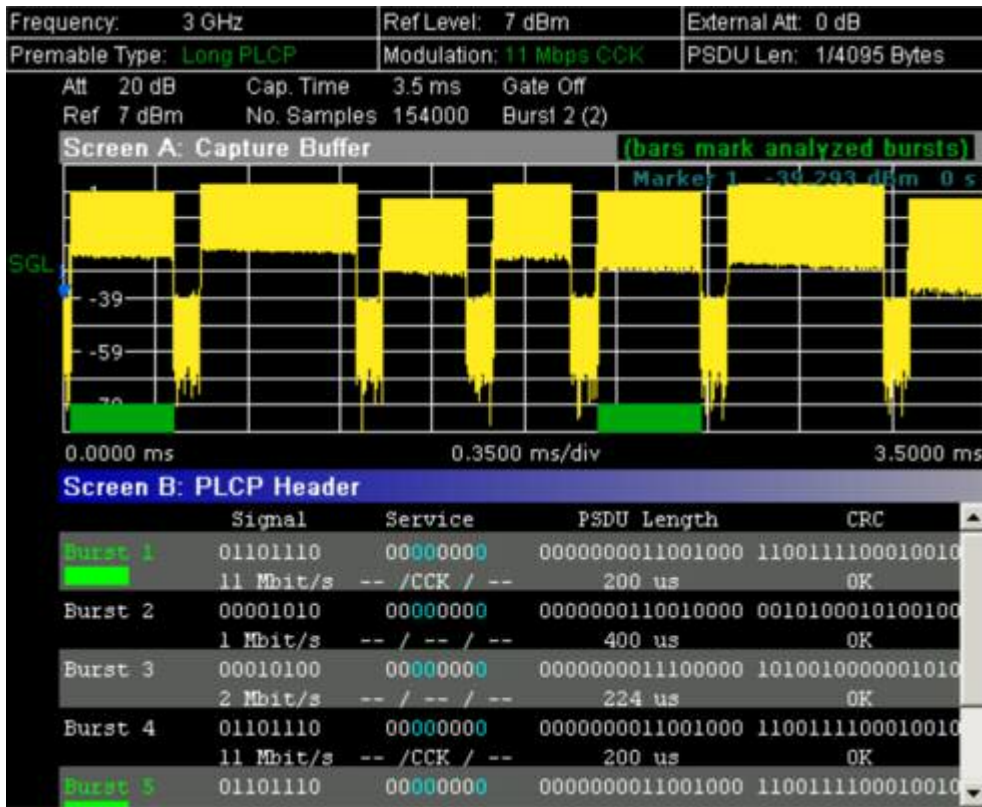 Frequency: 3 GHz Ref Level: 7 dBm External Att: 0 dB
Premable Type: Long PLCP Modulation: 11 Mbps CCK PSDU Len: 1/4095 Bytes
Att 20 dB Cap. Time 3.5 ms Gate Off
Ref 7 dBm No. Samples 154000 Burst 2 (2)
Screen A: Capture Buffer (bars mark analyzed bursts)
Marker 1 -39.293 dBm 0 s
SGL
1
-39
-59
-79
0.0000 ms 0.3500 ms/div 3.5000 ms
Screen B: PLCP Header
Signal Service PSDU Length CRC
Burst 1 01101110 00000000 0000000011001000 1100111100010010
11 Mbit/s -- /CCK / -- 200 us OK
Burst 2 00001010 00000000 0000000110010000 0010100010100100
1 Mbit/s -- / -- / -- 400 us OK
Burst 3 00010100 00000000 0000000011100000 1010010000001010
2 Mbit/s -- / -- / -- 224 us OK
Burst 4 01101110 00000000 0000000011001000 1100111100010010
11 Mbit/s -- /CCK / -- 200 us OK
Burst 5 01101110 00000000 0000000011001000 1100111100010010